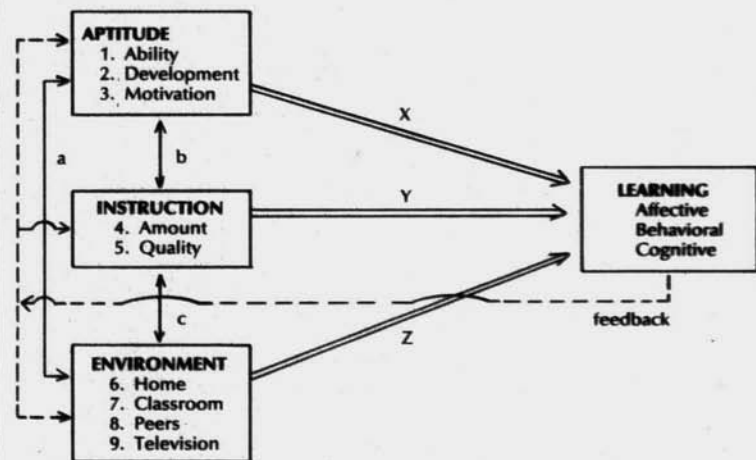 APTITUDE
1. Ability
2. Development
3. Motivation
X
a
b
INSTRUCTION
4. Amount
5. Quality
Y
LEARNING
Affective
Behavioral
Cognitive
c
feedback
Z
ENVIRONMENT
6. Home
7. Classroom
8. Peers
9. Television